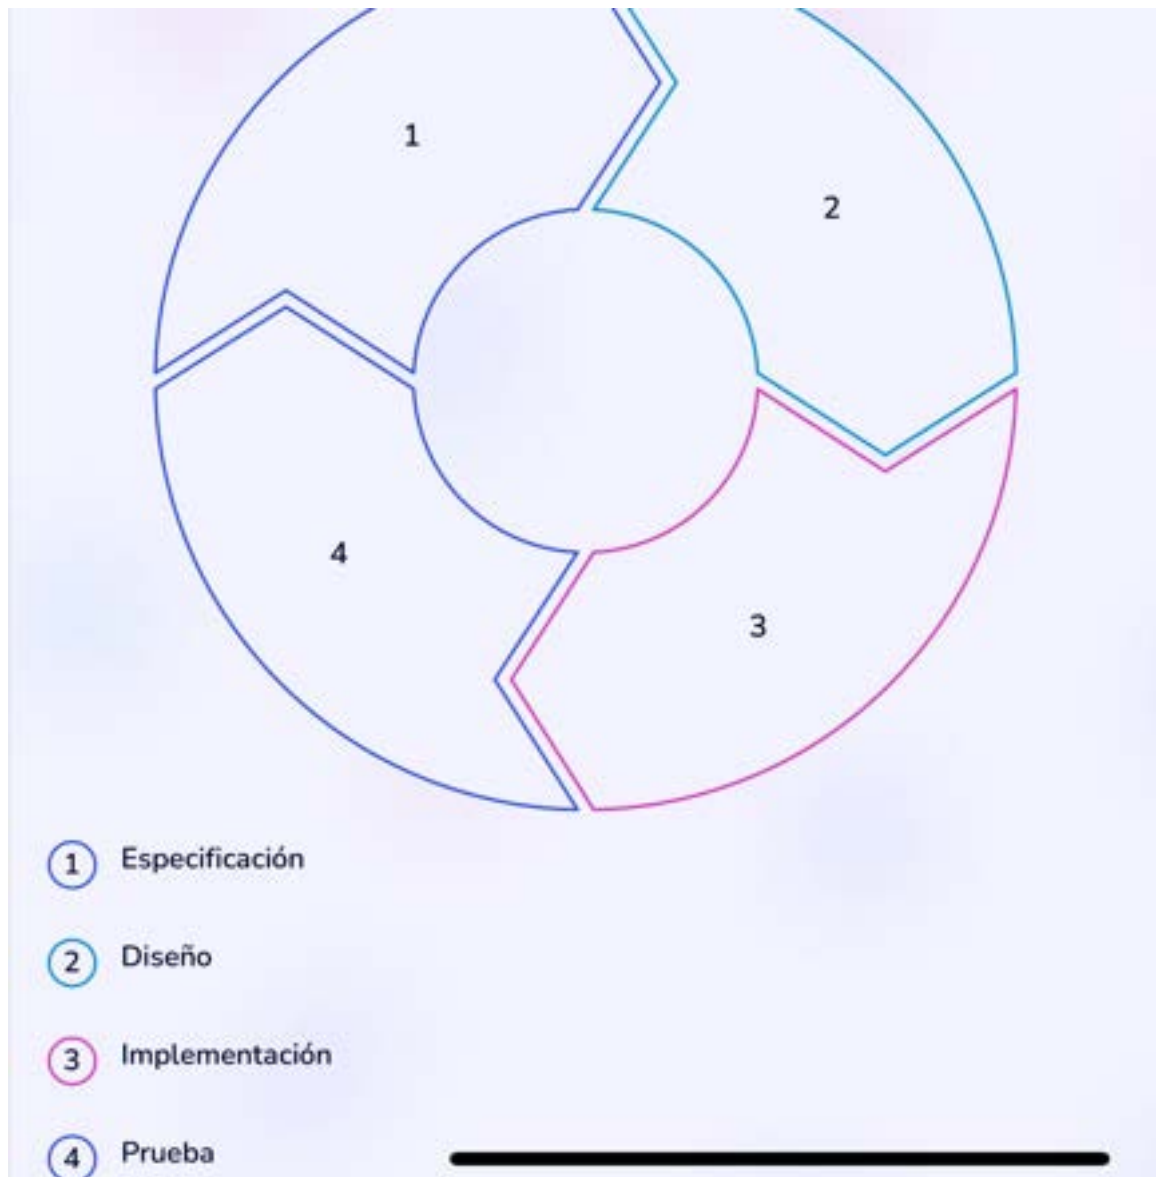 1
2
4
3
1 Especificación
2 Diseño
3 Implementación
4 Prueba